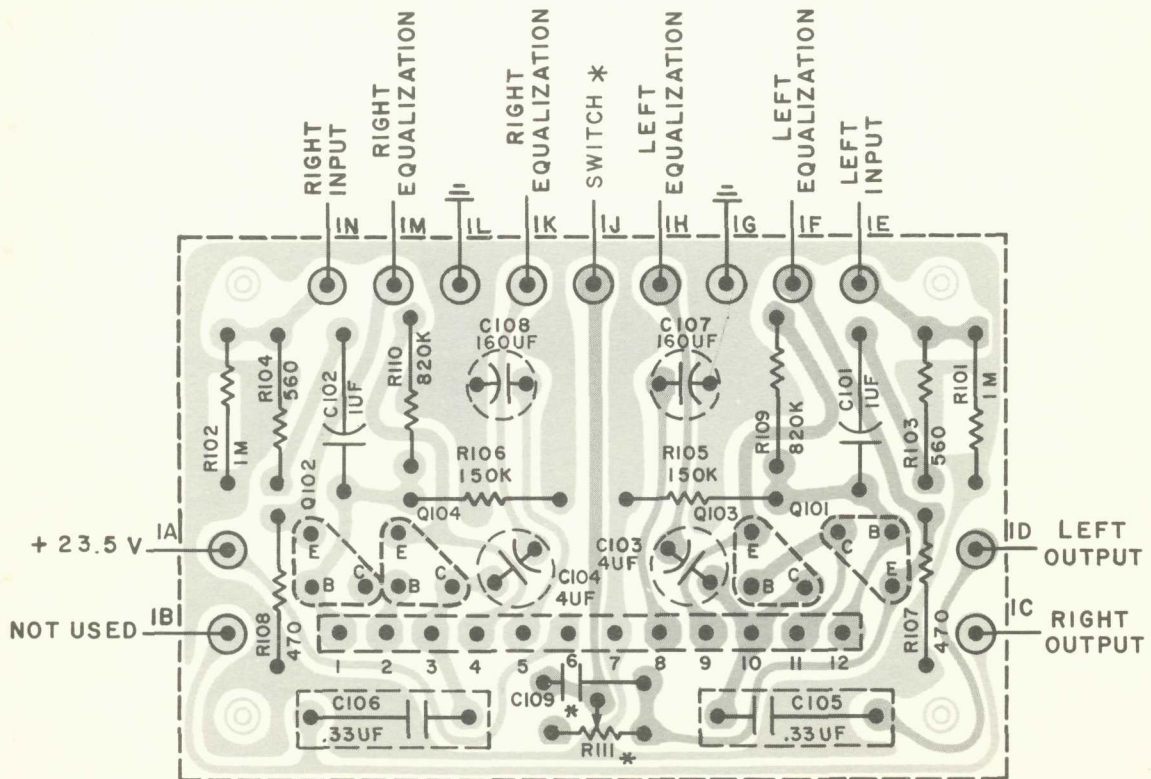 RIGHT
INPUT
RIGHT
EQUALIZATION
RIGHT
EQUALIZATION
SWITCH *
LEFT
EQUALIZATION
LEFT
EQUALIZATION
LEFT
INPUT
1N
1M
1L
1K
1J
1H
1G
1F
1E
C108
160UF
C107
160UF
R102
1M
R104
560
C102
1UF
R110
820K
R109
820K
C101
1UF
R103
560
R101
1M
R106
150K
R105
150K
Q102
Q104
Q103
Q101
+ 23.5 V
1A
E
B
C
E
B
C
C104
4UF
C103
4UF
E
B
C
C
B
E
1D
LEFT
OUTPUT
NOT USED
1B
R108
470
R107
470
1C
RIGHT
OUTPUT
1 2 3 4 5 6 7 8 9 10 11 12
C106
.33UF
C109
*
R111 *
C105
.33UF